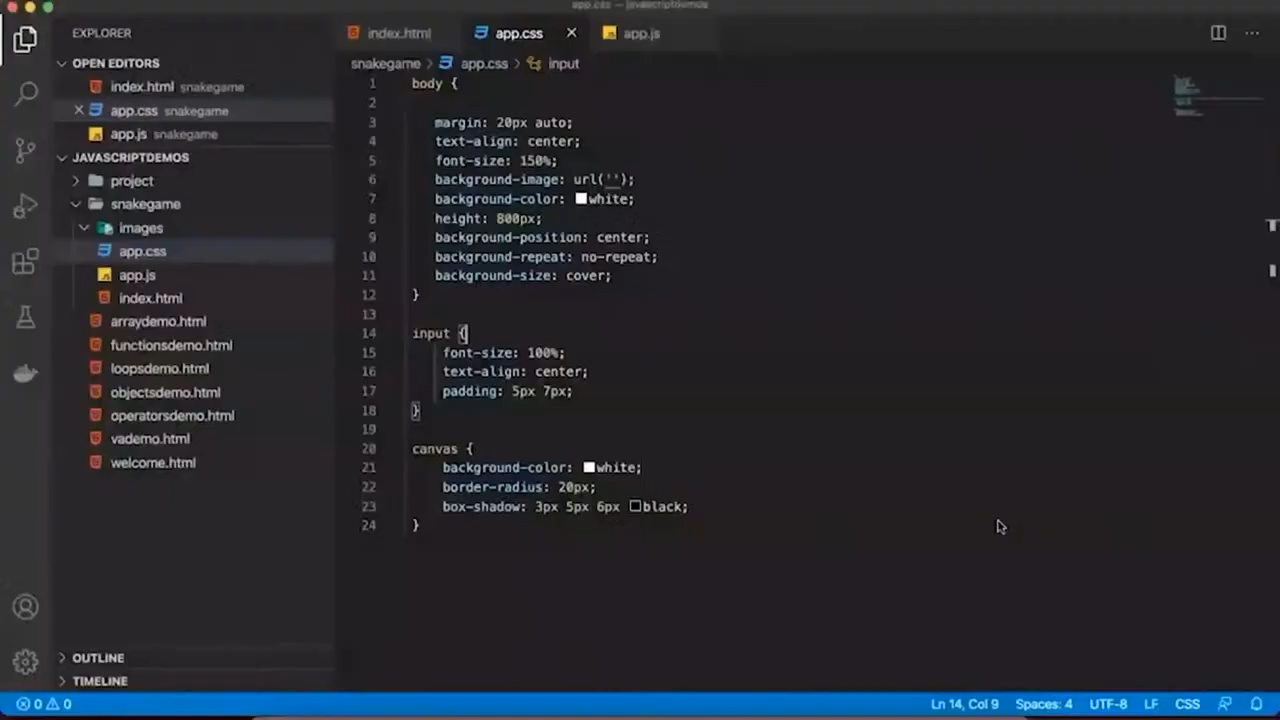 app.css — javascriptdemos
EXPLORER
OPEN EDITORS
index.html snakegame
app.css snakegame
app.js snakegame
JAVASCRIPTDEMOS
project
snakegame
images
app.css
app.js
index.html
arraydemo.html
functionsdemo.html
loopsdemo.html
objectsdemo.html
operatorsdemo.html
vademo.html
welcome.html
OUTLINE
TIMELINE
index.html app.css app.js
snakegame > app.css > input
1 body {
2
3 margin: 20px auto;
4 text-align: center;
5 font-size: 150%;
6 background-image: url('');
7 background-color: white;
8 height: 800px;
9 background-position: center;
10 background-repeat: no-repeat;
11 background-size: cover;
12 }
13
14 input {
15 font-size: 100%;
16 text-align: center;
17 padding: 5px 7px;
18 }
19
20 canvas {
21 background-color: white;
22 border-radius: 20px;
23 box-shadow: 3px 5px 6px black;
24 }
0 0 Ln 14, Col 9 Spaces: 4 UTF-8 LF CSS